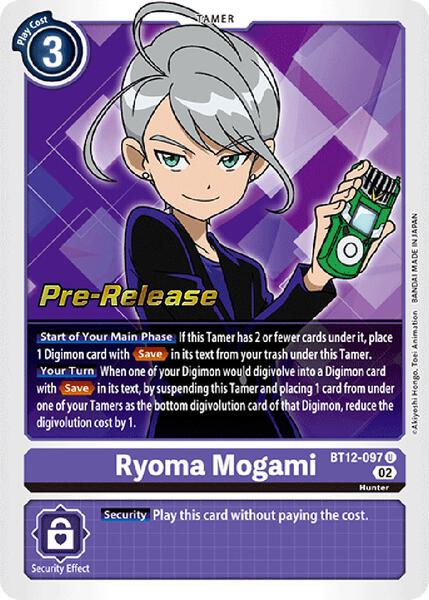 Play Cost
3
TAMER
Pre-Release
Start of Your Main Phase If this Tamer has 2 or fewer cards under it, place
1 Digimon card with Save in its text from your trash under this Tamer.
Your Turn When one of your Digimon would digivolve into a Digimon card
with Save in its text, by suspending this Tamer and placing 1 card from under
one of your Tamers as the bottom digivolution card of that Digimon, reduce the
digivolution cost by 1.
©Akiyoshi Hongo, Toei Animation BANDAI MADE IN JAPAN
Ryoma Mogami
BT12-097 U
02
Hunter
Security Play this card without paying the cost.
Security Effect